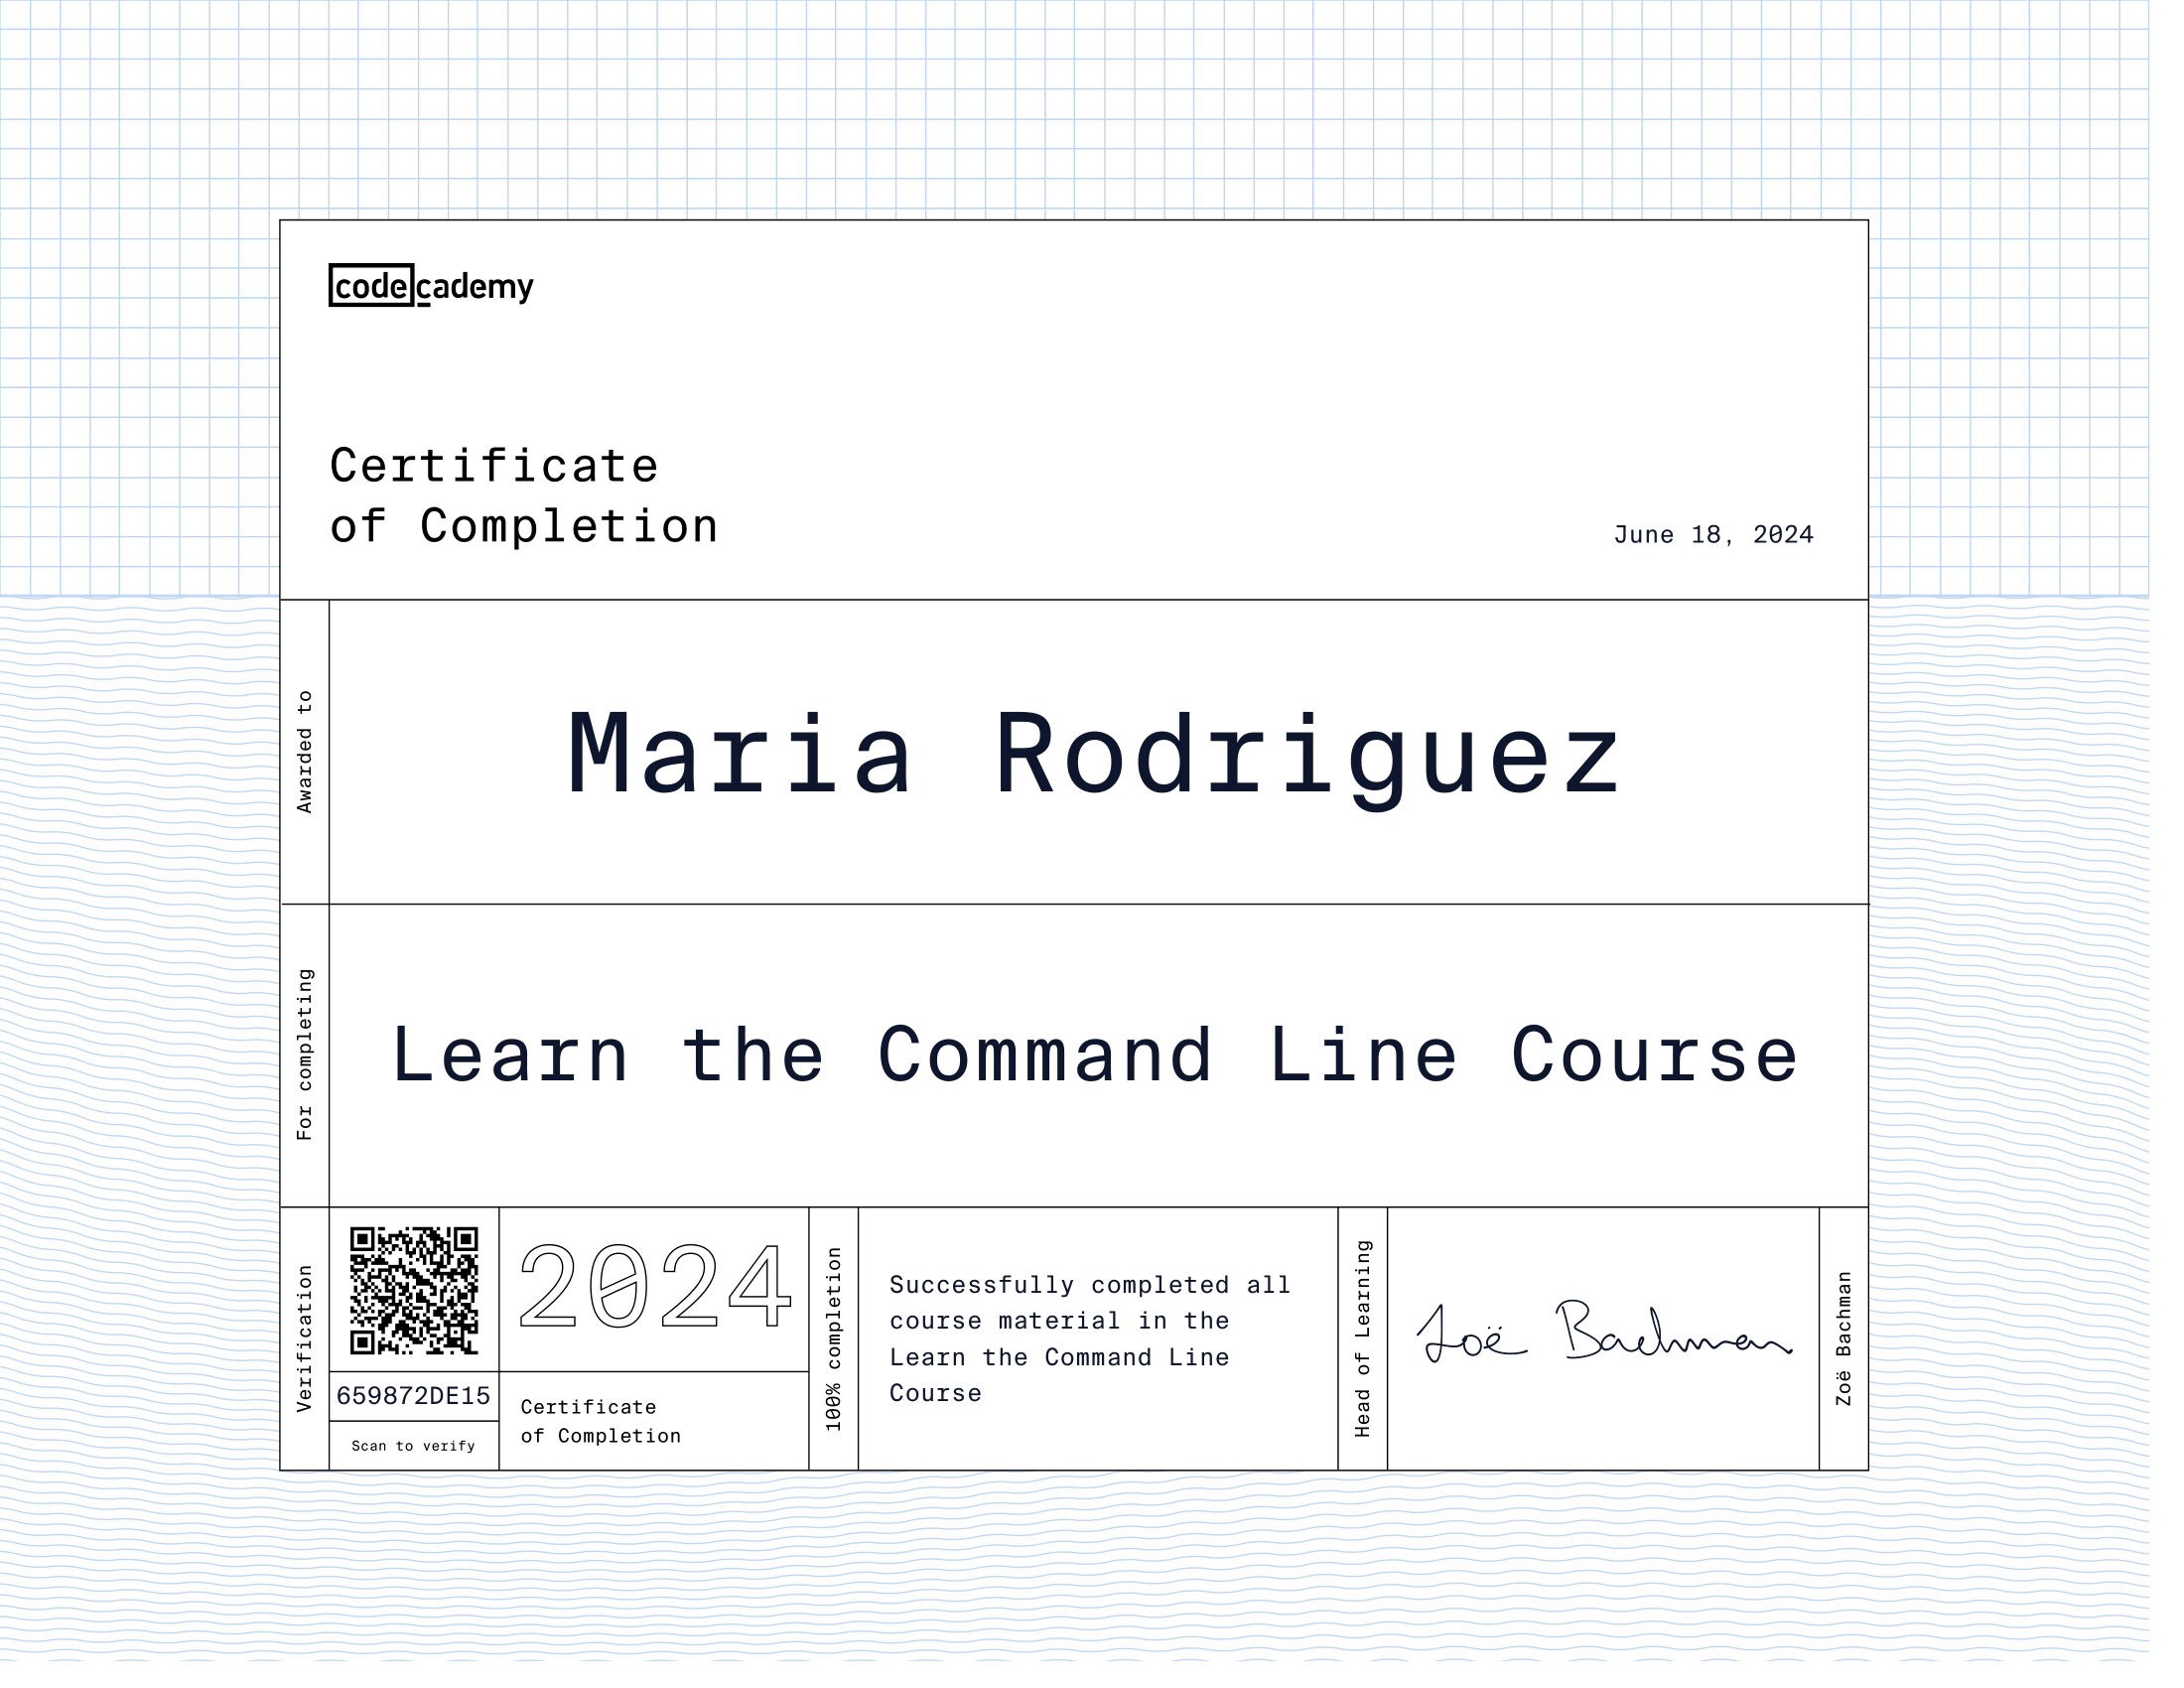 codecademy
Certificate
of Completion
June 18, 2024
Awarded to
Maria Rodriguez
For completing
Learn the Command Line Course
Verification
659872DE15
Scan to verify
2024
Certificate
of Completion
100% completion
Successfully completed all
course material in the
Learn the Command Line
Course
Head of Learning
Zoë Bachman
Zoë Bachman